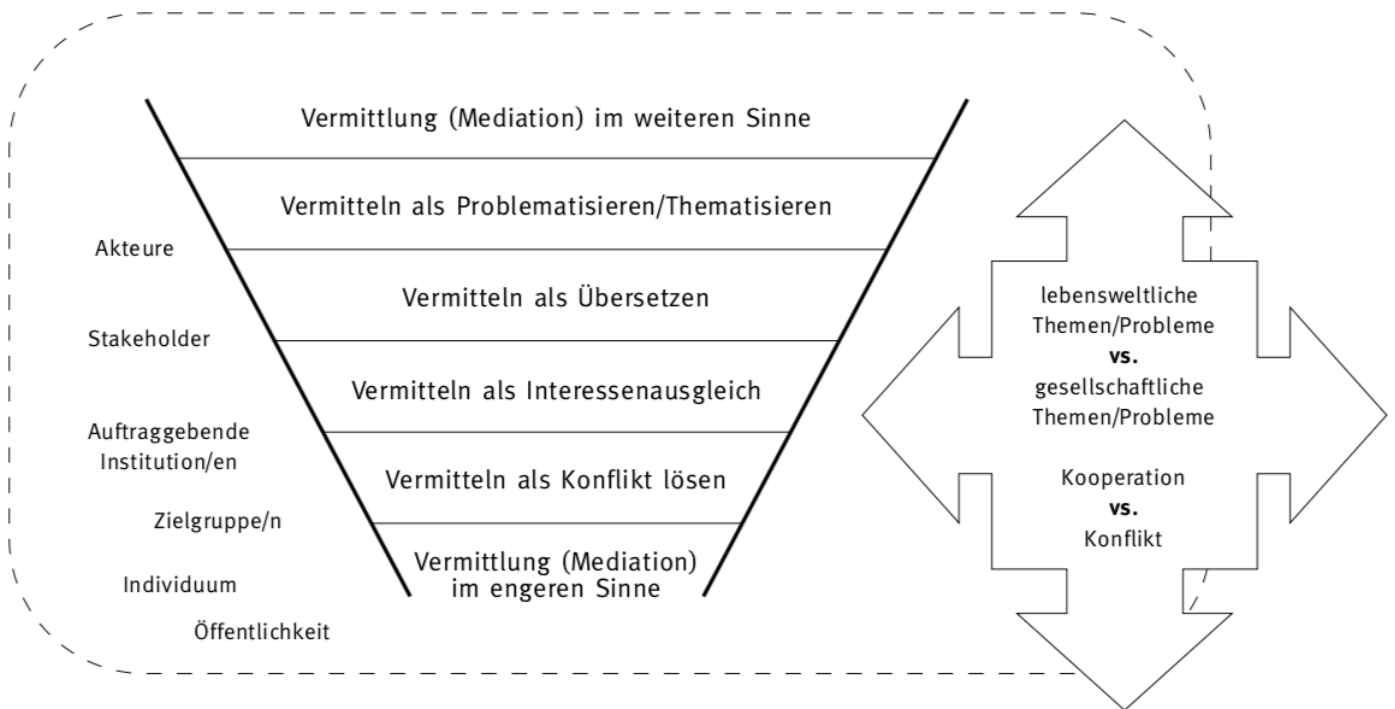 Vermittlung (Mediation) im weiteren Sinne
Vermitteln als Problematisieren/Thematisieren
Vermitteln als Übersetzen
Vermitteln als Interessenausgleich
Vermitteln als Konflikt lösen
Vermittlung (Mediation)
im engeren Sinne
Akteure
Stakeholder
Auftraggebende
Institution/en
Zielgruppe/n
Individuum
Öffentlichkeit
lebensweltliche
Themen/Probleme
vs.
gesellschaftliche
Themen/Probleme
Kooperation
vs.
Konflikt